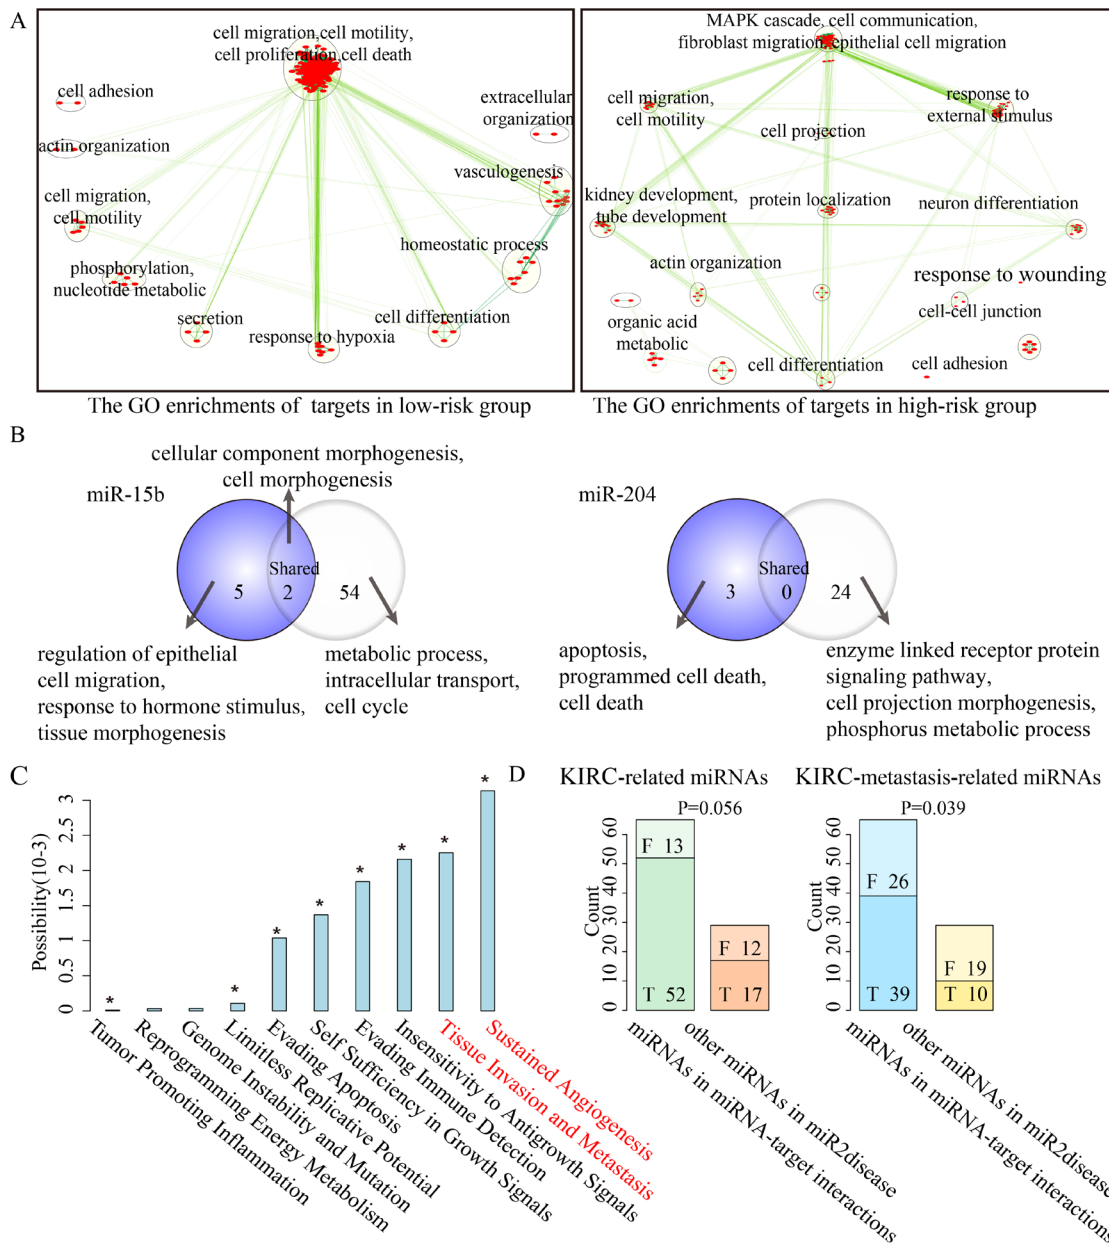 A
cell migration,cell motility,
cell proliferation,cell death
cell adhesion
extracellular
organization
actin organization
vasculogenesis
cell migration,
cell motility
homeostatic process
phosphorylation,
nucleotide metabolic
secretion
response to hypoxia
cell differentiation
The GO enrichments of targets in low-risk group
MAPK cascade, cell communication,
fibroblast migration, epithelial cell migration
cell migration,
cell motility
response to
external stimulus
cell projection
kidney development,
tube development
protein localization
neuron differentiation
actin organization
response to wounding
cell-cell junction
organic acid
metabolic
cell differentiation
cell adhesion
The GO enrichments of targets in high-risk group
B
cellular component morphogenesis,
cell morphogenesis
miR-15b
Shared
5
2
54
regulation of epithelial
cell migration,
response to hormone stimulus,
tissue morphogenesis
metabolic process,
intracellular transport,
cell cycle
miR-204
Shared
3
0
24
apoptosis,
programmed cell death,
cell death
enzyme linked receptor protein
signaling pathway,
cell projection morphogenesis,
phosphorus metabolic process
C
Possibility(10-3)
0
0.5
1
1.5
2
2.5
3
*
*
*
*
*
*
*
*
Tumor Promoting Inflammation
Reprogramming Energy Metabolism
Genome Instability and Mutation
Limitless Replicative Potential
Evading Apoptosis
Self Sufficiency in Growth Signals
Evading Immune Detection
Insensitivity to Antigrowth Signals
Tissue Invasion and Metastasis
Sustained Angiogenesis
D
KIRC-related miRNAs
P=0.056
Count
0 10 20 30 40 50 60
F 13
T 52
F 12
T 17
miRNAs in miRNA-target interactions
other miRNAs in miR2disease
KIRC-metastasis-related miRNAs
P=0.039
Count
0 10 20 30 40 50 60
F 26
T 39
F 19
T 10
miRNAs in miRNA-target interactions
other miRNAs in miR2disease